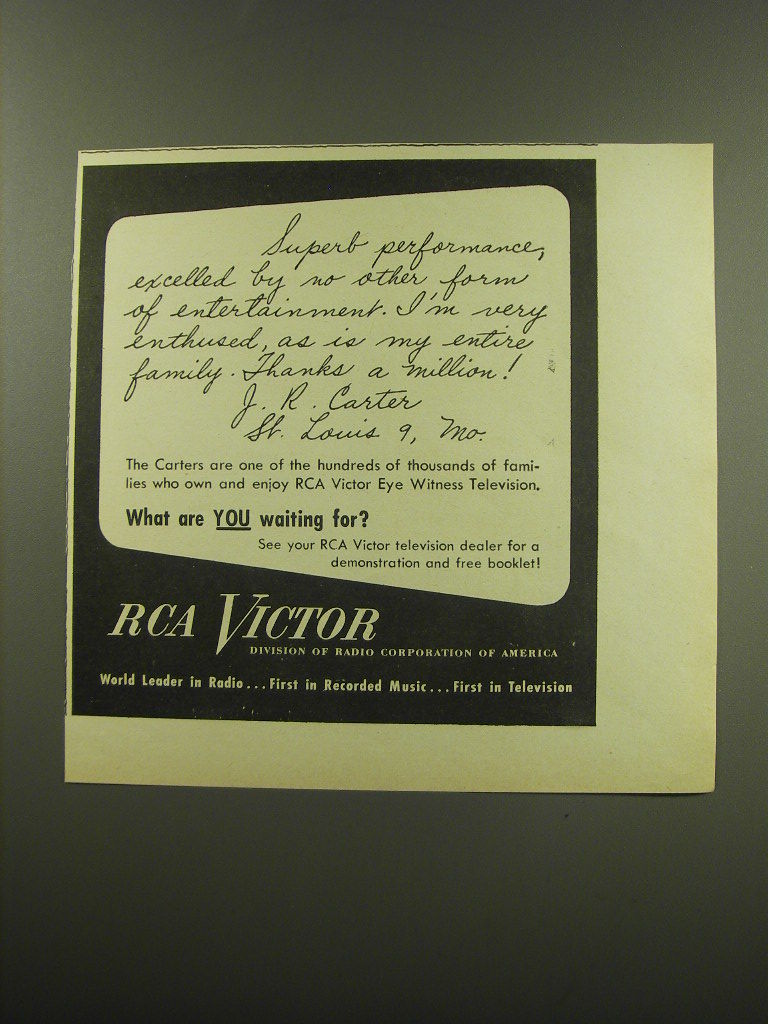 Superb performance,
excelled by no other form
of entertainment. I'm very
enthused, as is my entire
family. Thanks a million!
J. R. Carter
St. Louis 9, Mo.
The Carters are one of the hundreds of thousands of fami-
lies who own and enjoy RCA Victor Eye Witness Television.
What are YOU waiting for?
See your RCA Victor television dealer for a
demonstration and free booklet!
RCA VICTOR
DIVISION OF RADIO CORPORATION OF AMERICA
World Leader in Radio...First in Recorded Music...First in Television